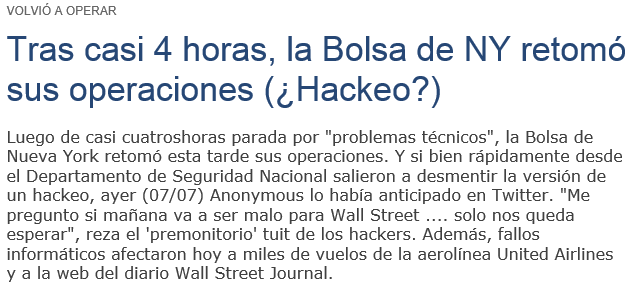 VOLVIÓ A OPERAR
Tras casi 4 horas, la Bolsa de NY retomó
sus operaciones (¿Hackeo?)
Luego de casi cuatroshoras parada por "problemas técnicos", la Bolsa de
Nueva York retomó esta tarde sus operaciones. Y si bien rápidamente desde
el Departamento de Seguridad Nacional salieron a desmentir la versión de
un hackeo, ayer (07/07) Anonymous lo había anticipado en Twitter. "Me
pregunto si mañana va a ser malo para Wall Street .... solo nos queda
esperar", reza el 'premonitorio' tuit de los hackers. Además, fallos
informáticos afectaron hoy a miles de vuelos de la aerolínea United Airlines
y a la web del diario Wall Street Journal.